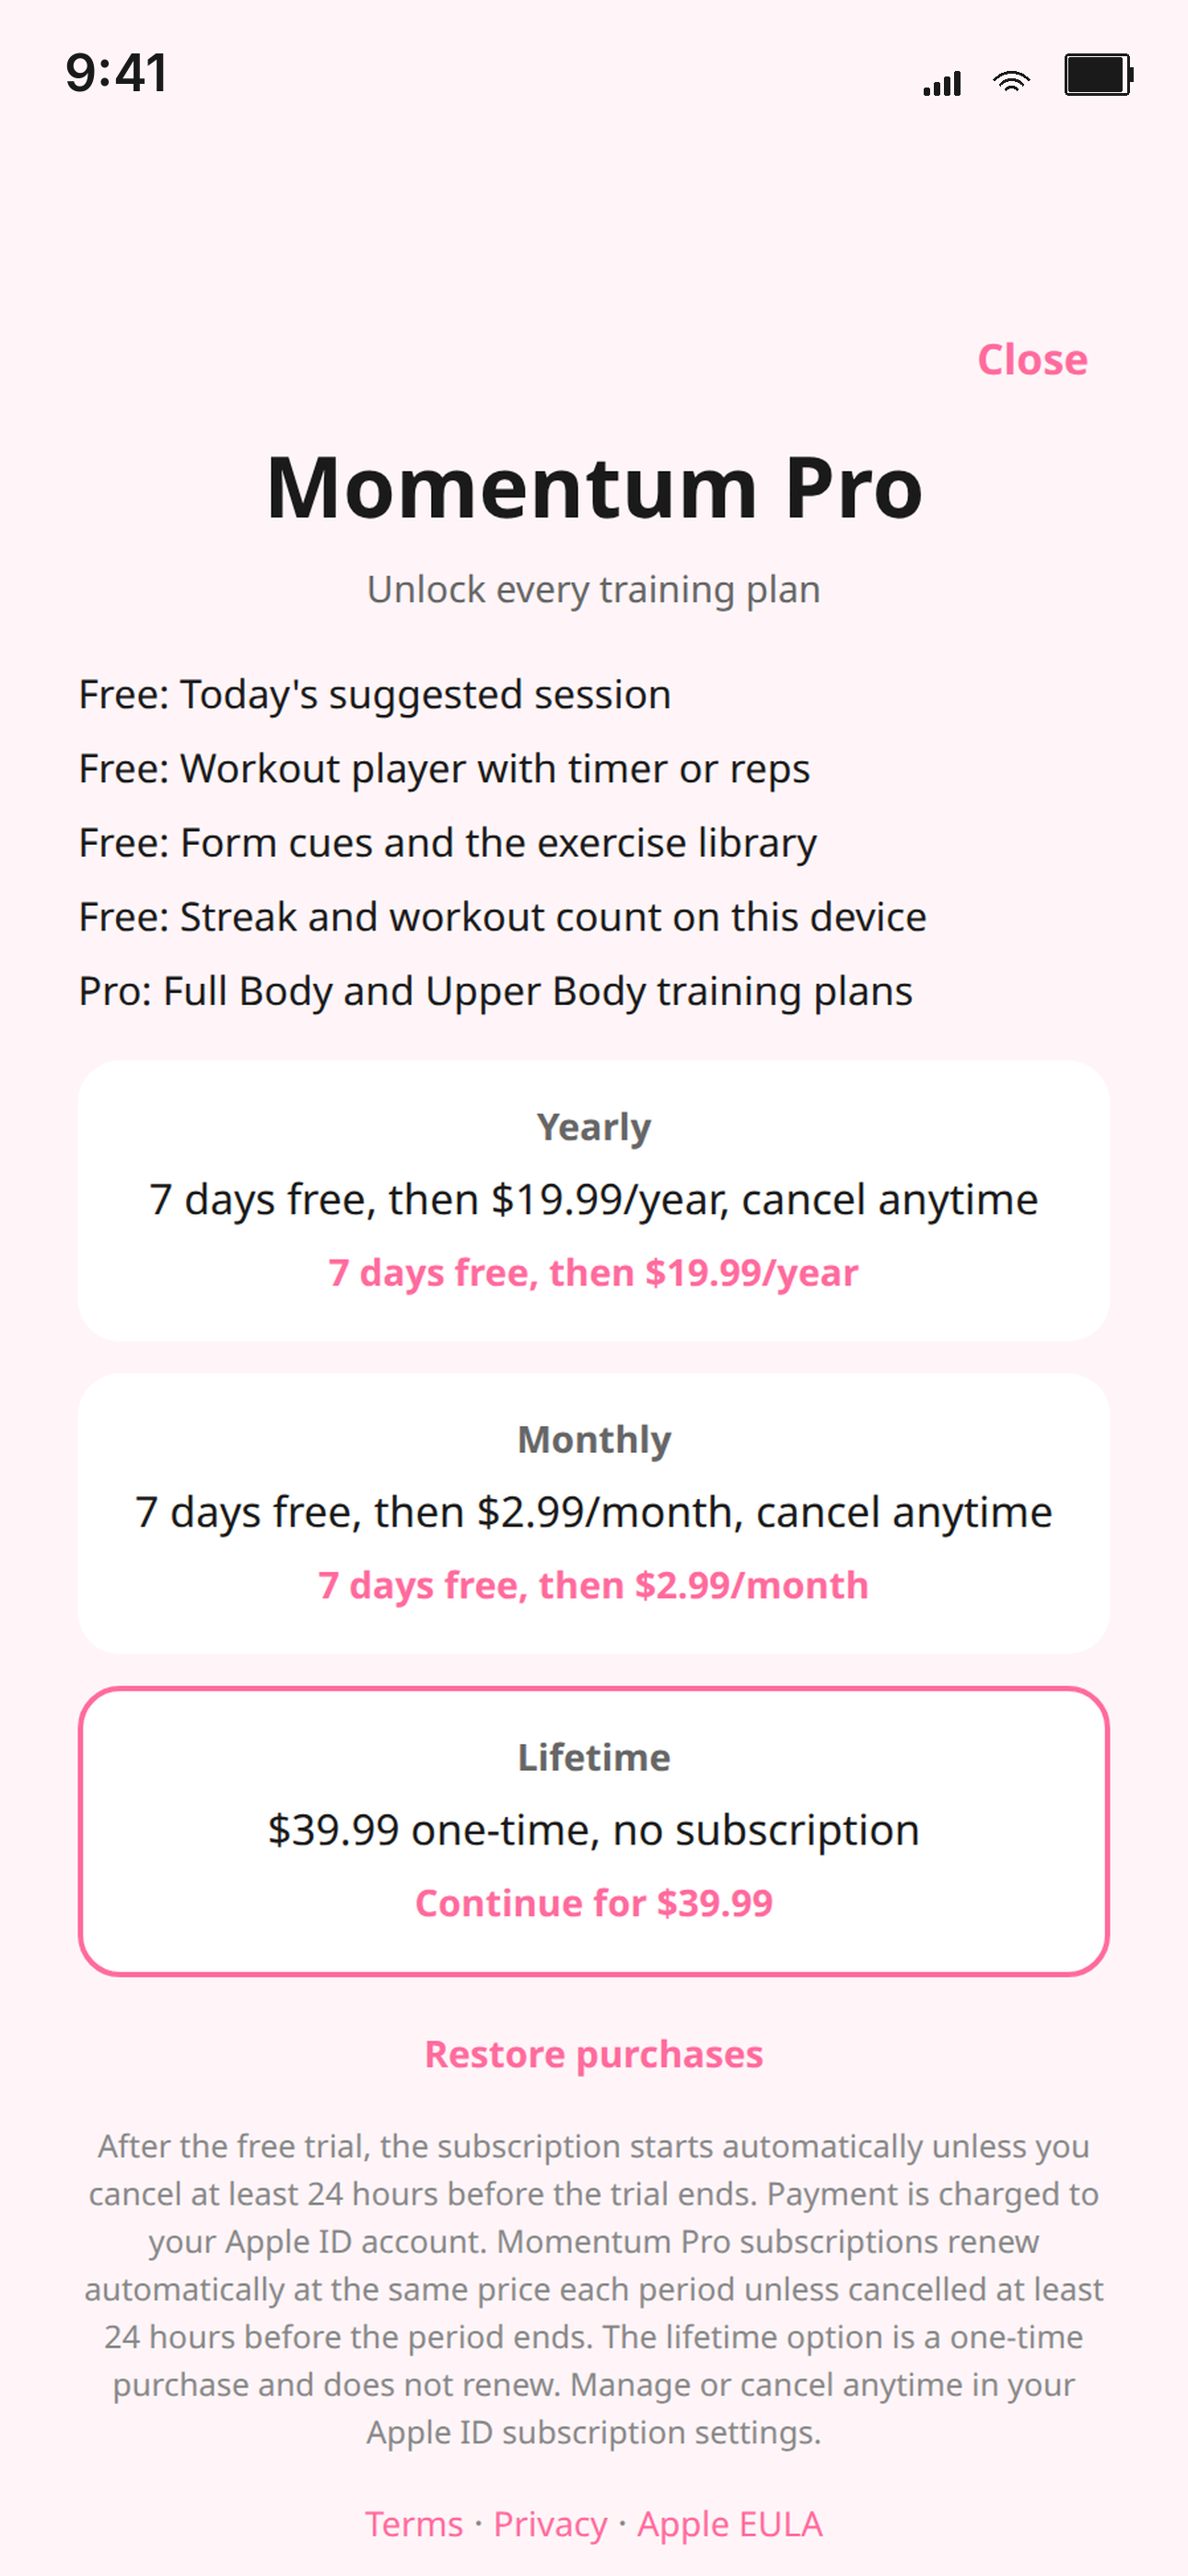 9:41
Close
Momentum Pro
Unlock every training plan
Free: Today's suggested session
Free: Workout player with timer or reps
Free: Form cues and the exercise library
Free: Streak and workout count on this device
Pro: Full Body and Upper Body training plans
Yearly
7 days free, then $19.99/year, cancel anytime
7 days free, then $19.99/year
Monthly
7 days free, then $2.99/month, cancel anytime
7 days free, then $2.99/month
Lifetime
$39.99 one-time, no subscription
Continue for $39.99
Restore purchases
After the free trial, the subscription starts automatically unless you
cancel at least 24 hours before the trial ends. Payment is charged to
your Apple ID account. Momentum Pro subscriptions renew
automatically at the same price each period unless cancelled at least
24 hours before the period ends. The lifetime option is a one-time
purchase and does not renew. Manage or cancel anytime in your
Apple ID subscription settings.
Terms · Privacy · Apple EULA